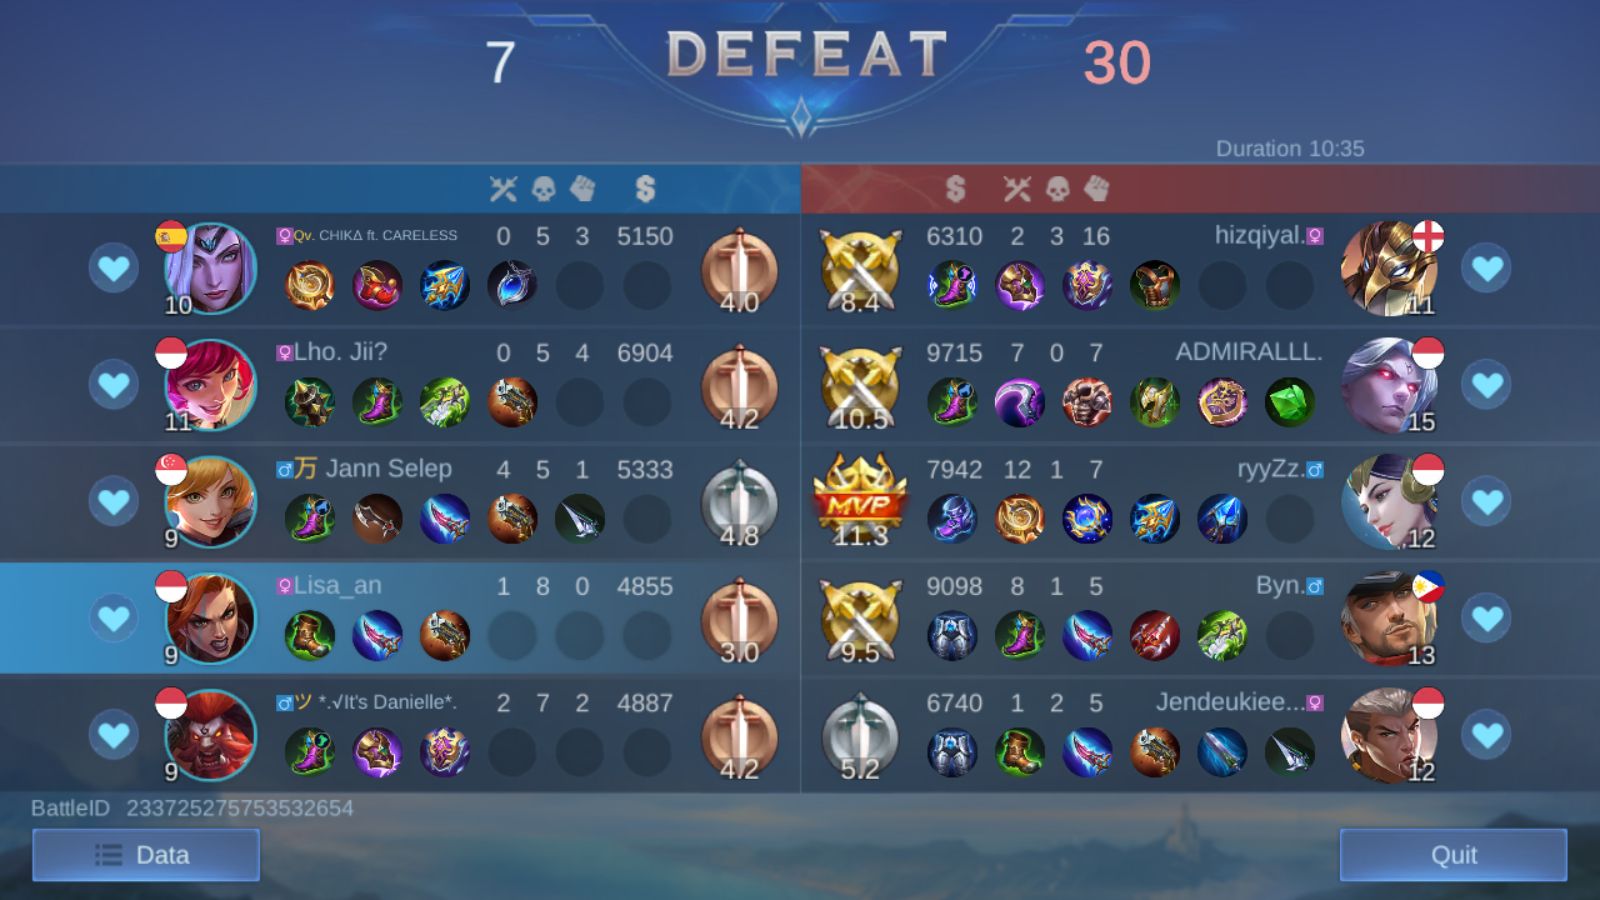 7 DEFEAT 30
Duration 10:35
Qv. CHIKΔ ft. CARELESS 0 5 3 5150
10 4.0
6310 2 3 16 hizqiyal.
8.4 11
Lho. Jii? 0 5 4 6904
11 4.2
9715 7 0 7 ADMIRALLL.
10.5 15
万 Jann Selep 4 5 1 5333
9 4.8
7942 12 1 7 ryyZz.
MVP
11.3 12
Lisa_an 1 8 0 4855
9 3.0
9098 8 1 5 Byn.
9.5 13
ツ *.√It's Danielle*. 2 7 2 4887
9 4.2
6740 1 2 5 Jendeukiee...
5.2 12
BattleID 233725275753532654
Data
Quit